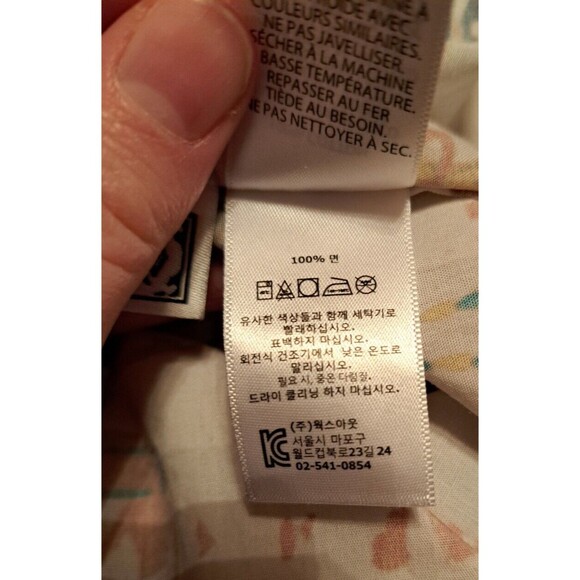 COULEURS SIMILAIRES.
NE PAS JAVELLISER.
SÉCHER À LA MACHINE
BASSE TEMPÉRATURE.
REPASSER AU FER
TIÈDE AU BESOIN.
NE PAS NETTOYER À SEC.
100% 면
유사한 색상들과 함께 세탁기로
빨래하십시오.
표백하지 마십시오.
회전식 건조기에서 낮은 온도로
말리십시오.
필요 시, 중온 다림질.
드라이 클리닝 하지 마십시오.
(주)웍스아웃
서울시 마포구
월드컵북로23길 24
02-541-0854